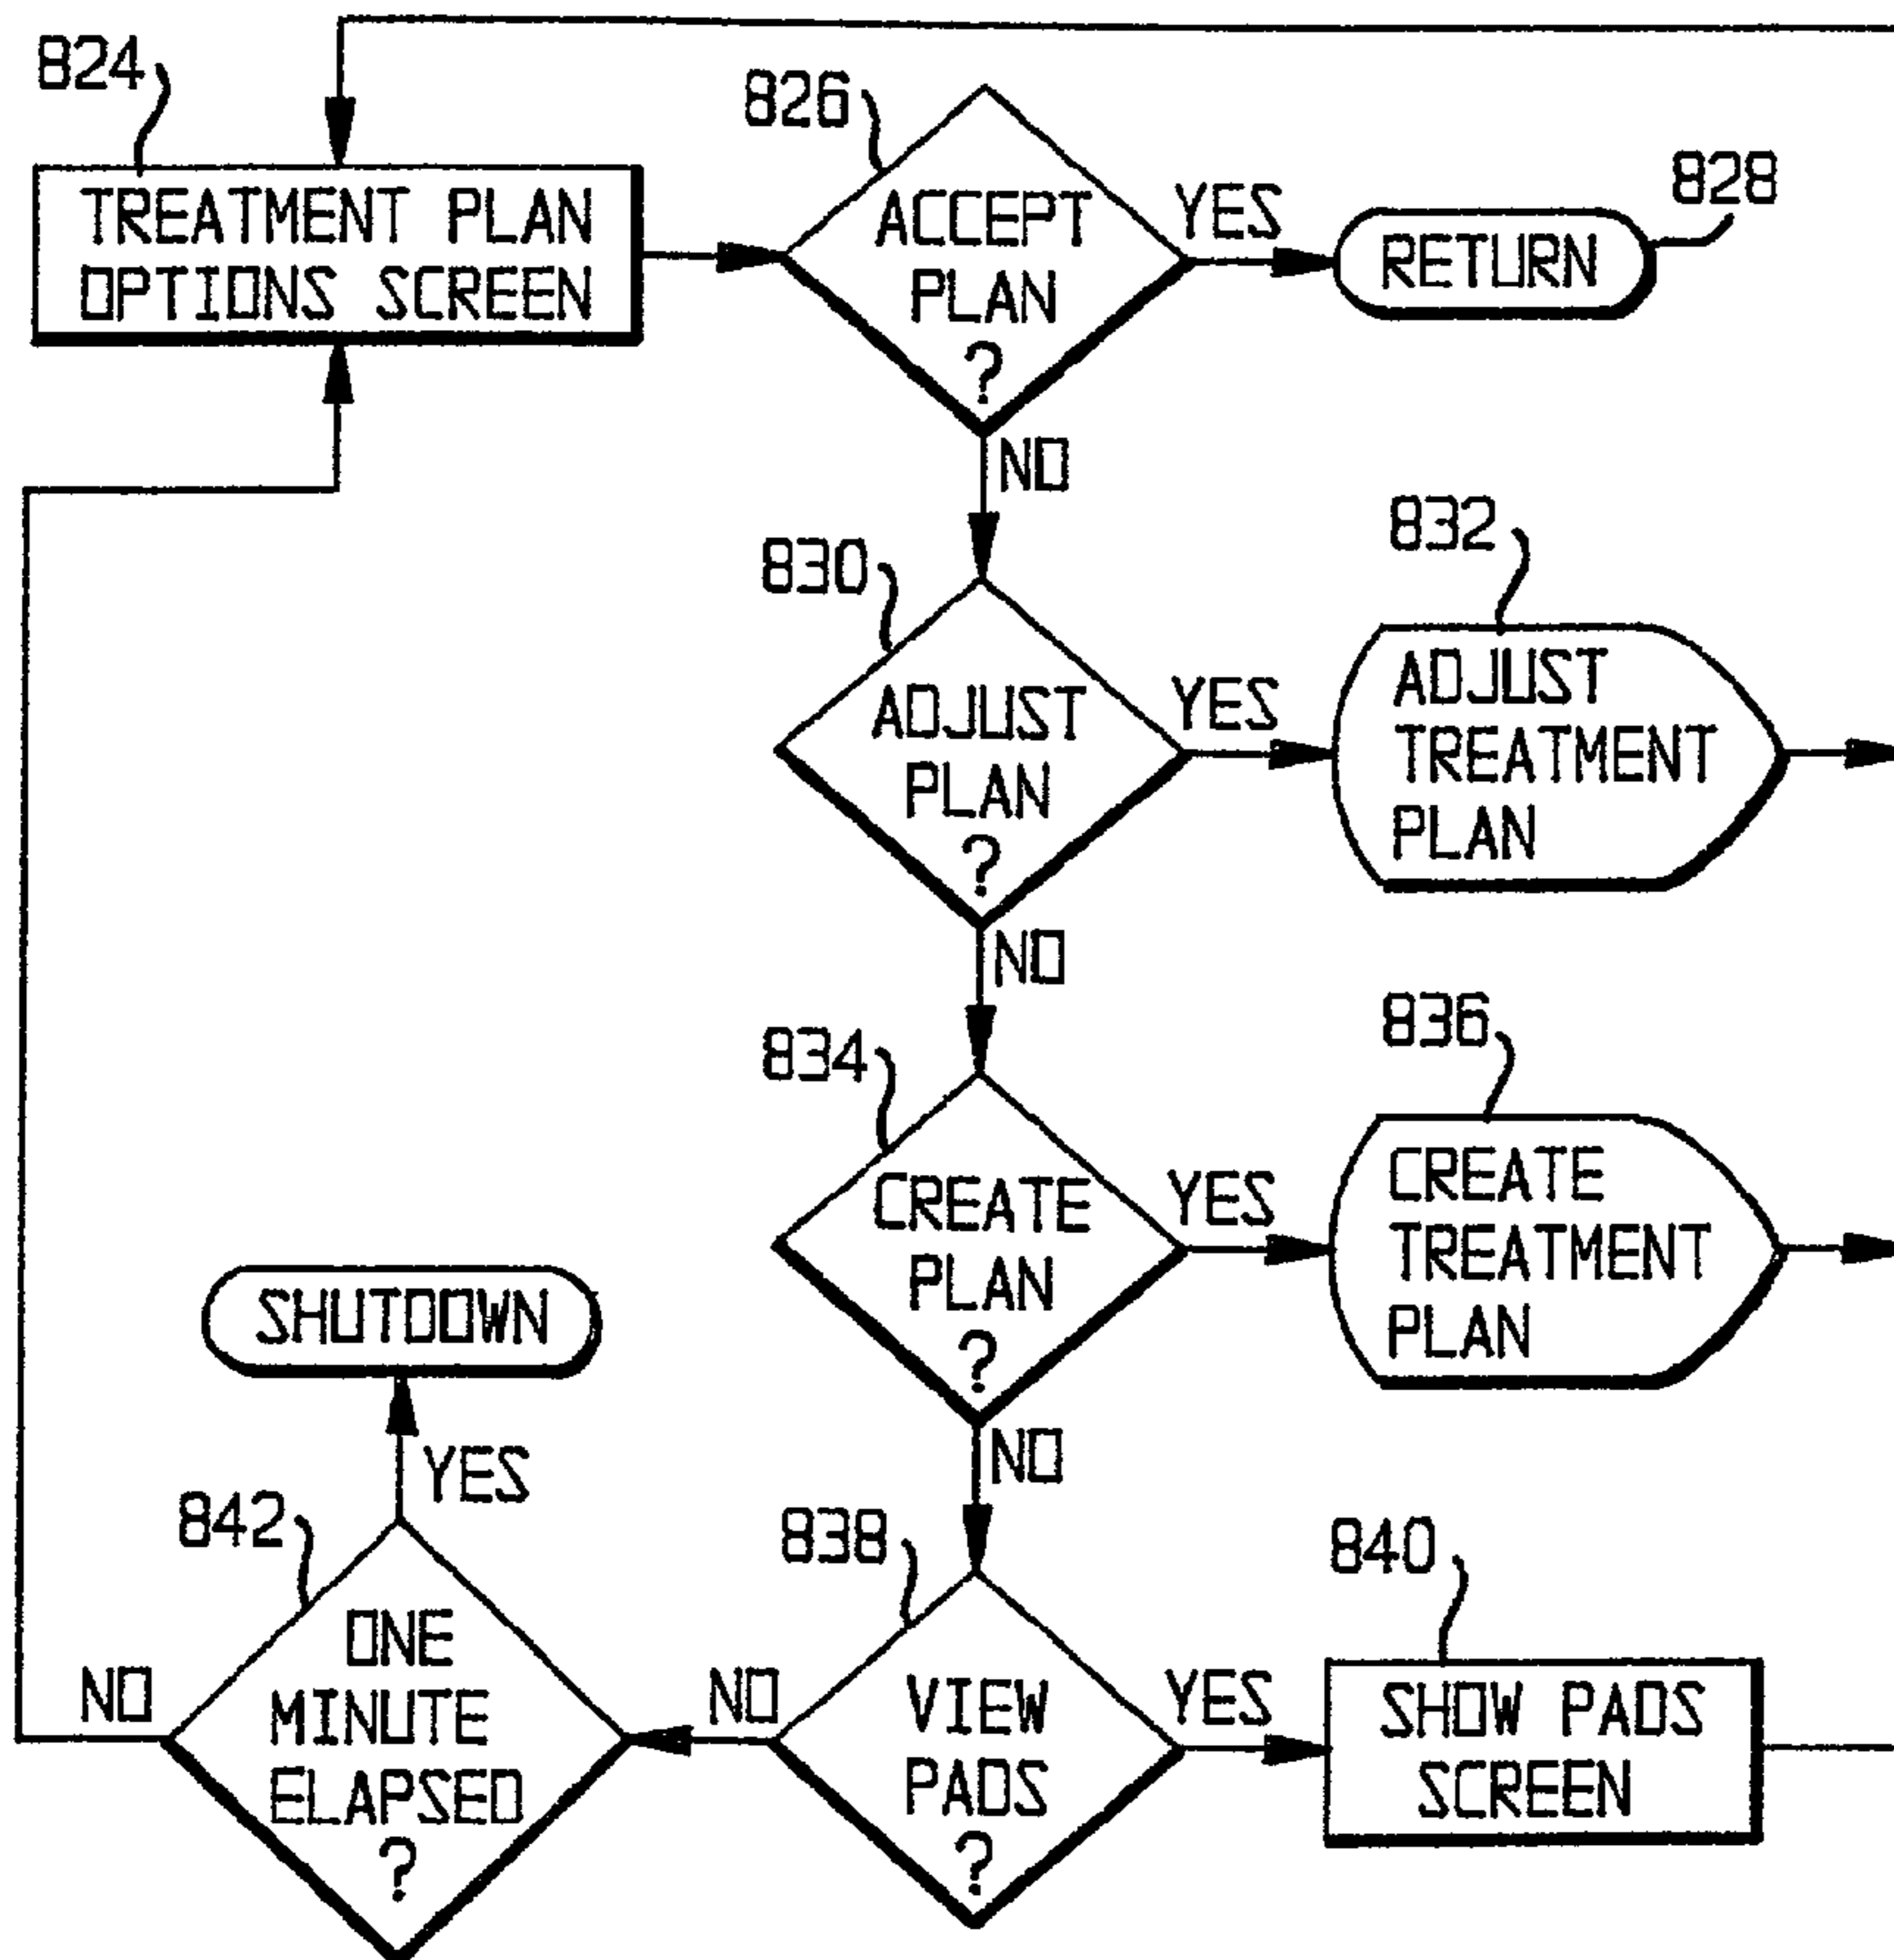 824
826
828
TREATMENT PLAN
OPTIONS SCREEN
ACCEPT
PLAN
?
YES
RETURN
NO
830
832
ADJUST
PLAN
?
YES
ADJUST
TREATMENT
PLAN
NO
834
836
CREATE
PLAN
?
YES
CREATE
TREATMENT
PLAN
SHUTDOWN
NO
YES
842
838
840
ONE
MINUTE
ELAPSED
?
NO
NO
VIEW
PADS
?
YES
SHOW PADS
SCREEN